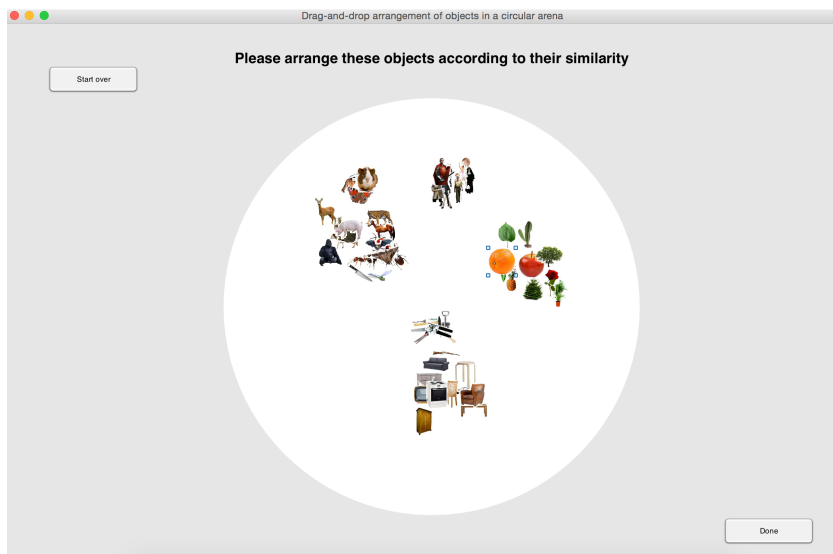 Drag-and-drop arrangement of objects in a circular arena
Please arrange these objects according to their similarity
Start over
Done